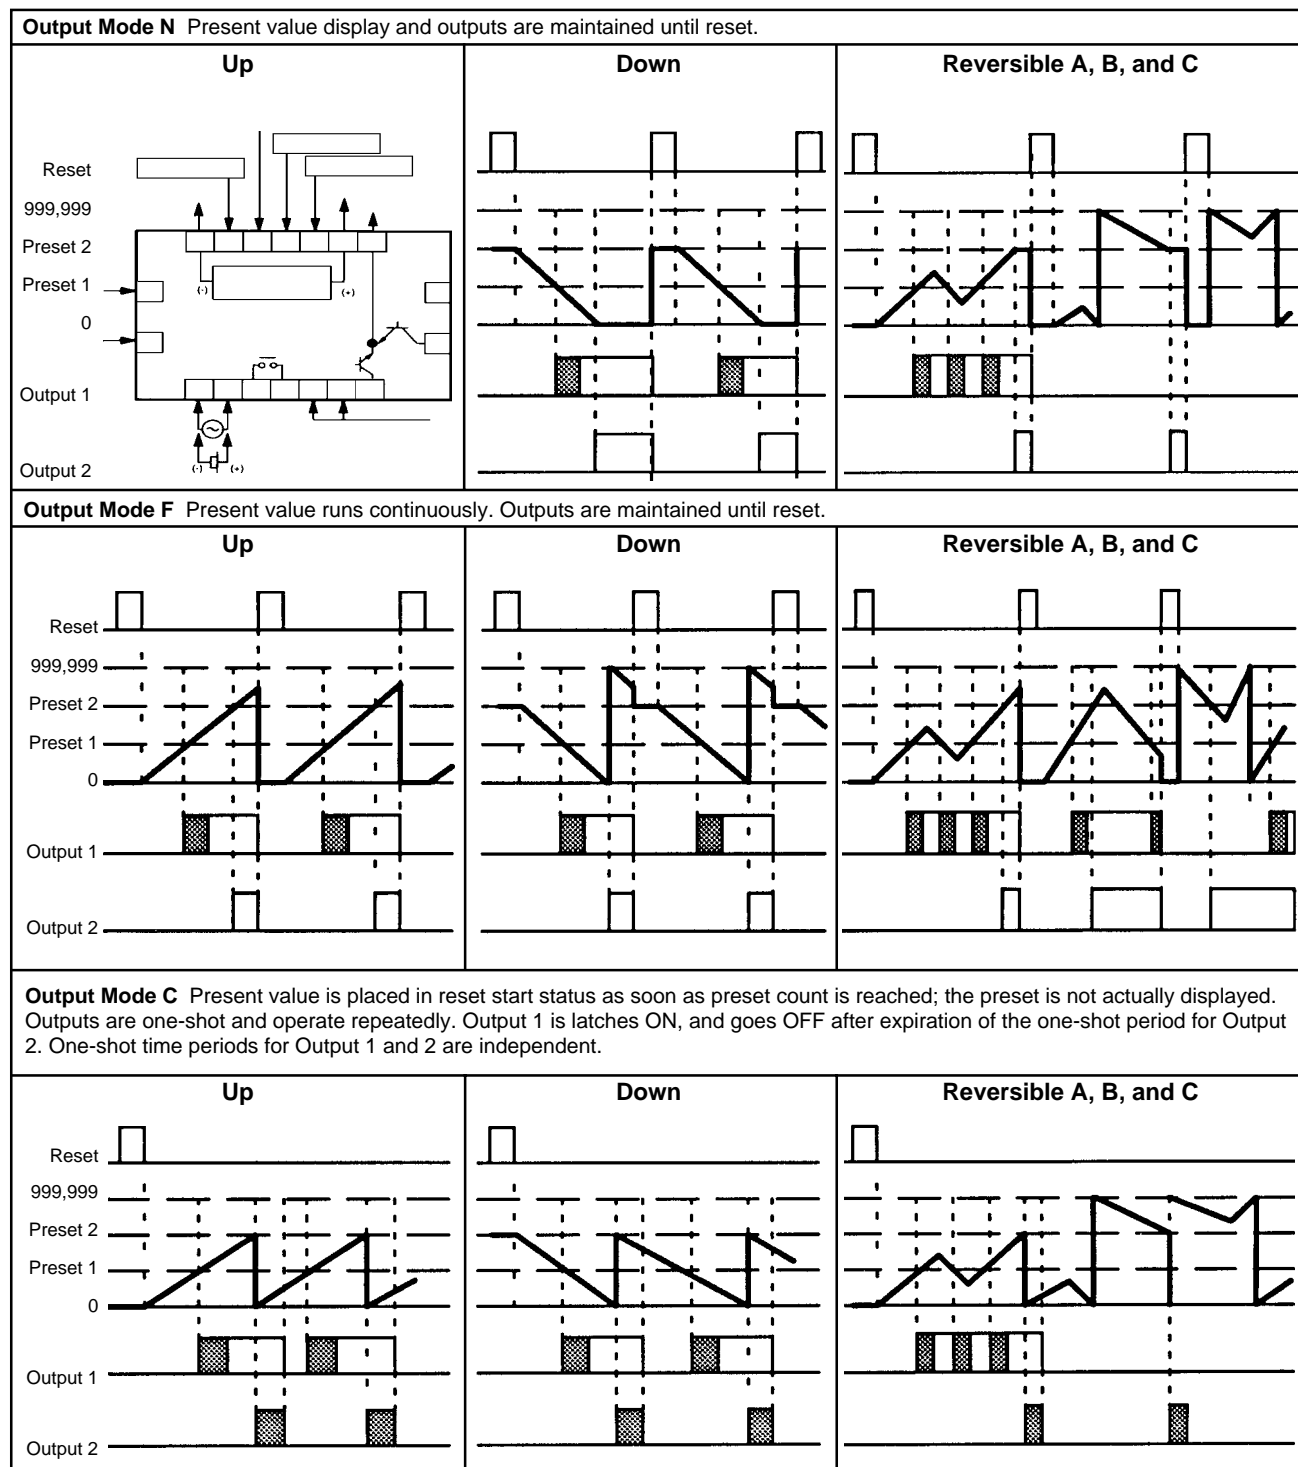 Output Mode N Present value display and outputs are maintained until reset.
Up
Down
Reversible A, B, and C
Reset
999,999
Preset 2
Preset 1
0
(-)
(+)
Output 1
Output 2
(-)
(+)
Output Mode F Present value runs continuously. Outputs are maintained until reset.
Up
Down
Reversible A, B, and C
Reset
999,999
Preset 2
Preset 1
0
Output 1
Output 2
Output Mode C Present value is placed in reset start status as soon as preset count is reached; the preset is not actually displayed.
Outputs are one-shot and operate repeatedly. Output 1 is latches ON, and goes OFF after expiration of the one-shot period for Output
2. One-shot time periods for Output 1 and 2 are independent.
Up
Down
Reversible A, B, and C
Reset
999,999
Preset 2
Preset 1
0
Output 1
Output 2